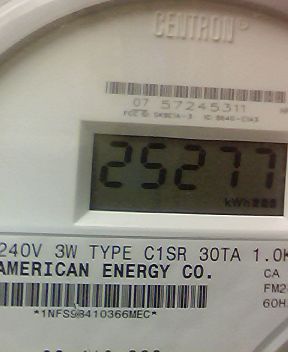 CENTRON®
07 57245311
25277
kWh
240V 3W TYPE C1SR 30TA 1.0K
AMERICAN ENERGY CO.
CA
FM2
60H
*1NFS98410366MEC*